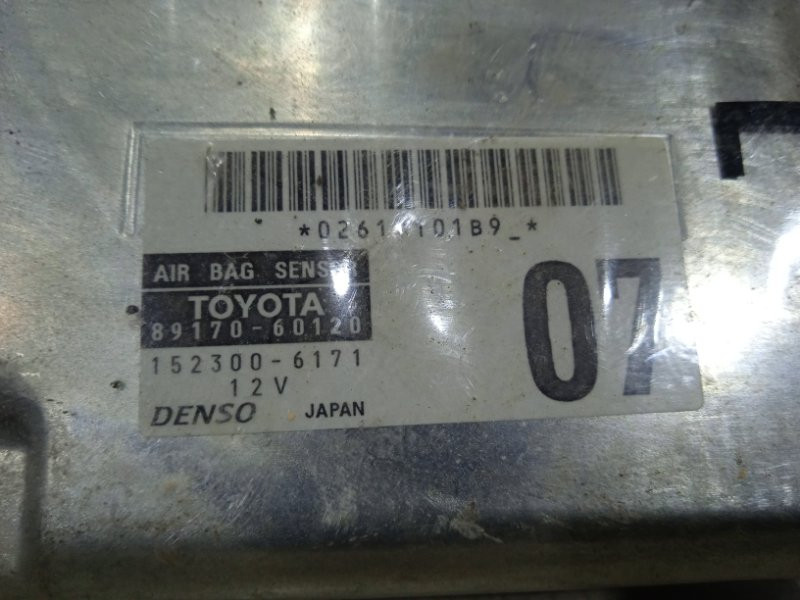 AIR BAG SENSOR
TOYOTA
89170-60120
152300-6171
12V
DENSO JAPAN
07